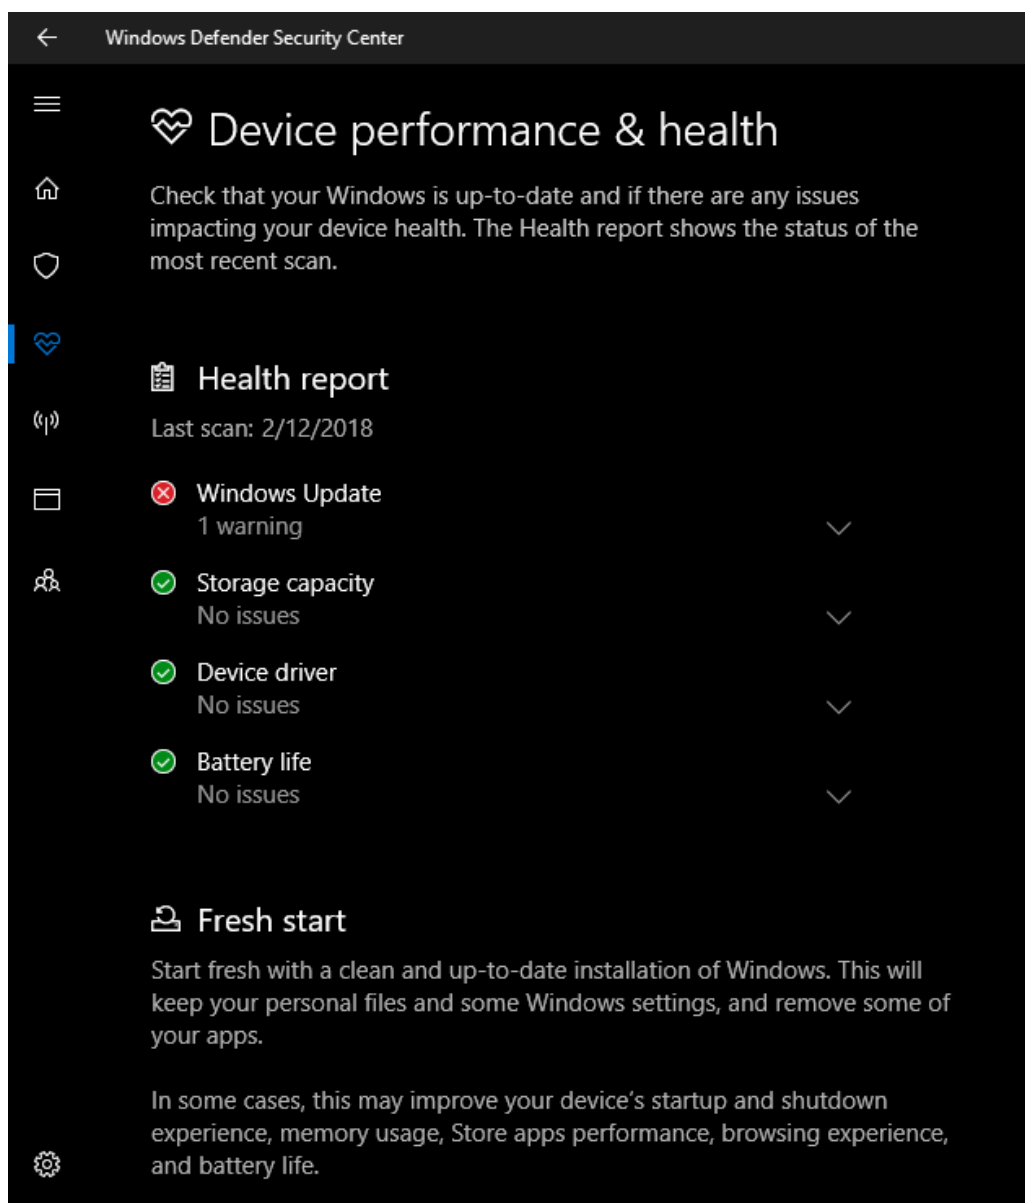 Windows Defender Security Center
Device performance & health
Check that your Windows is up-to-date and if there are any issues
impacting your device health. The Health report shows the status of the
most recent scan.
Health report
Last scan: 2/12/2018
Windows Update
1 warning
Storage capacity
No issues
Device driver
No issues
Battery life
No issues
Fresh start
Start fresh with a clean and up-to-date installation of Windows. This will
keep your personal files and some Windows settings, and remove some of
your apps.
In some cases, this may improve your device’s startup and shutdown
experience, memory usage, Store apps performance, browsing experience,
and battery life.